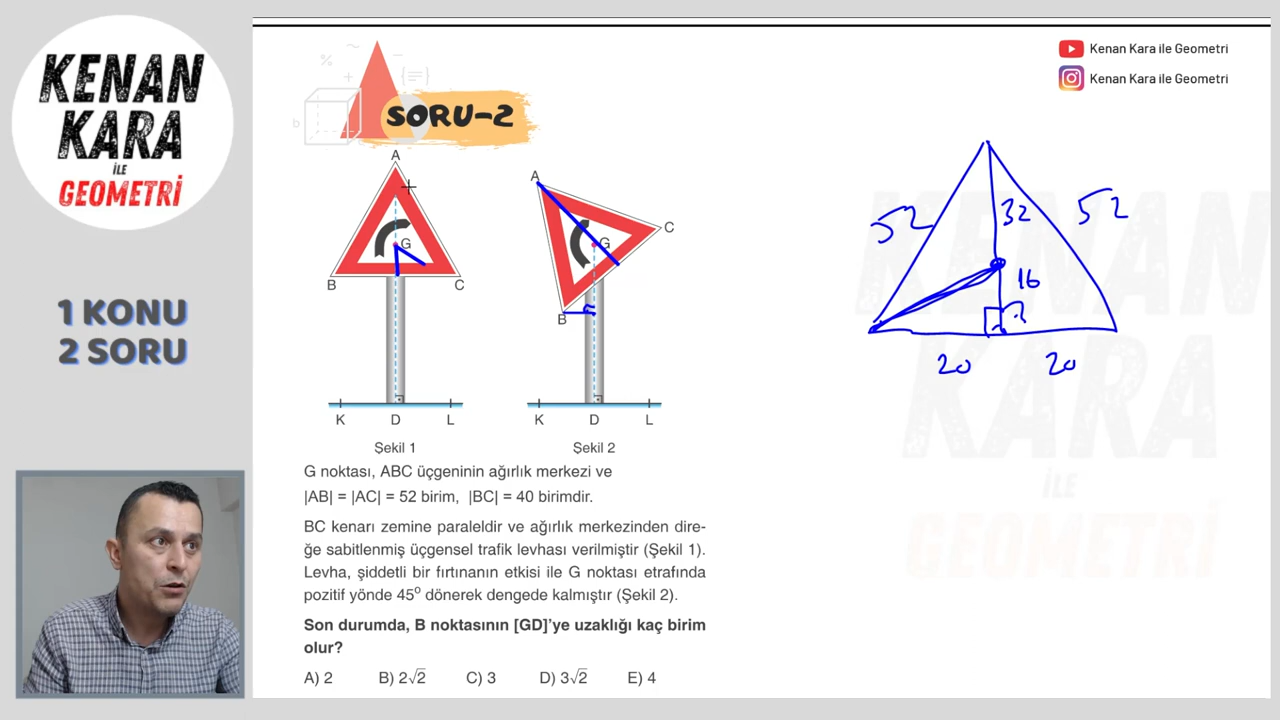 KENAN
KARA
İLE
GEOMETRİ
1 KONU
2 SORU
Kenan Kara ile Geometri
Kenan Kara ile Geometri
SORU-2
A
G
B
C
K
D
L
Şekil 1
A
C
G
B
K
D
L
Şekil 2
G noktası, ABC üçgeninin ağırlık merkezi ve
|AB| = |AC| = 52 birim, |BC| = 40 birimdir.
BC kenarı zemine paraleldir ve ağırlık merkezinden dire-
ğe sabitlenmiş üçgensel trafik levhası verilmiştir (Şekil 1).
Levha, şiddetli bir fırtınanın etkisi ile G noktası etrafında
pozitif yönde 45° dönerek dengede kalmıştır (Şekil 2).
Son durumda, B noktasının [GD]'ye uzaklığı kaç birim
olur?
A) 2 B) 2√2 C) 3 D) 3√2 E) 4
52
32
52
16
20
20
KENAN
KARA
İLE
GEOMETRİ